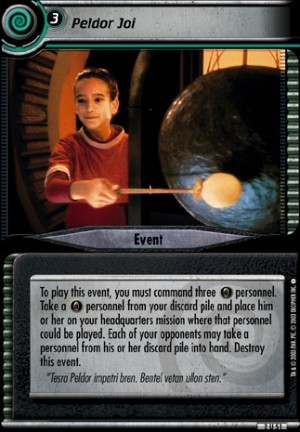 3 Peldor Joi
Event
To play this event, you must command three personnel.
Take a personnel from your discard pile and place him
or her on your headquarters mission where that personnel
could be played. Each of your opponents may take a
personnel from his or her discard pile into hand. Destroy
this event.
"Tesra Peldor impatri bren. Bentel vetan ullon sten."
2 U 51